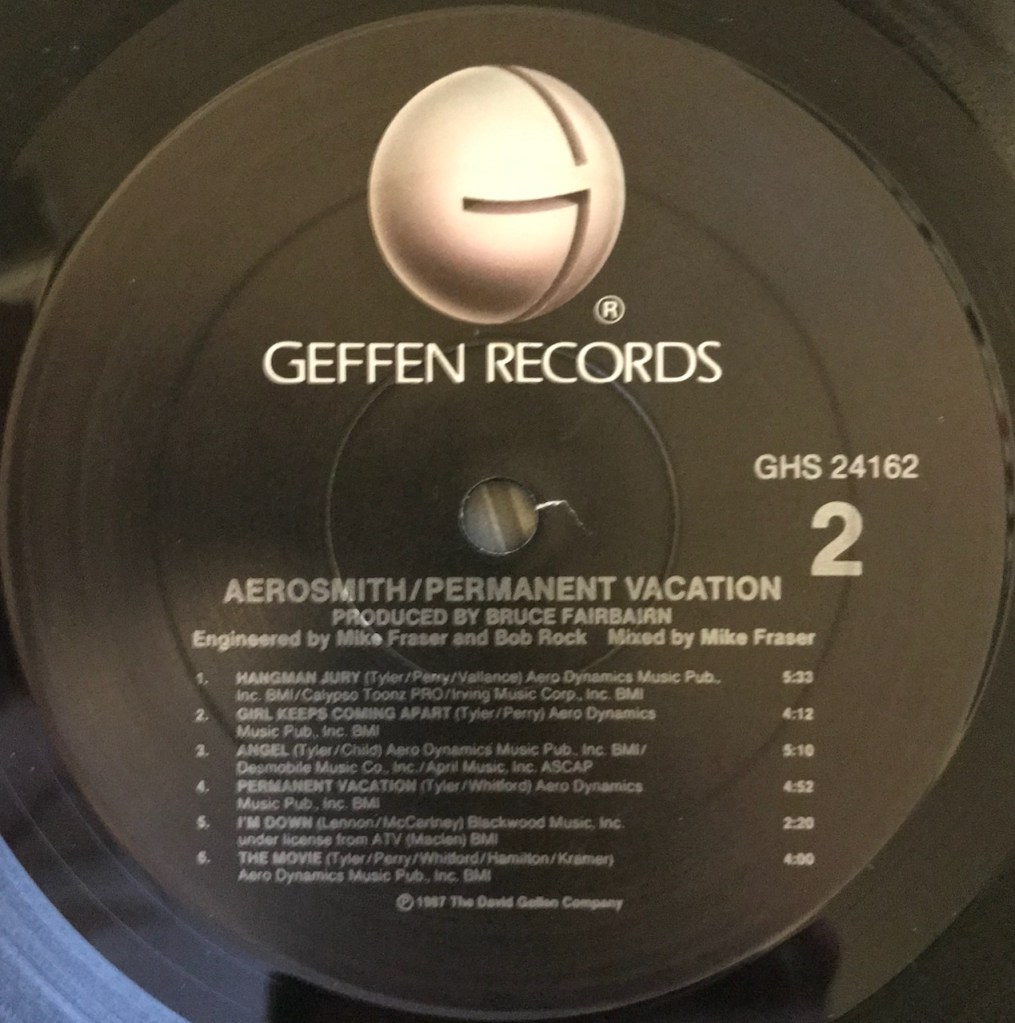 ®
GEFFEN RECORDS
GHS 24162
2
AEROSMITH/PERMANENT VACATION
PRODUCED BY BRUCE FAIRBAIRN
Engineered by Mike Fraser and Bob Rock Mixed by Mike Fraser
1. HANGMAN JURY (Tyler/Perry/Vallance) Aero Dynamics Music Pub., 5:33
Inc. BMI/Calypso Toonz PRO/Irving Music Corp., Inc. BMI
2. GIRL KEEPS COMING APART (Tyler/Perry) Aero Dynamics 4:12
Music Pub., Inc. BMI
3. ANGEL (Tyler/Child) Aero Dynamics Music Pub., Inc. BMI/ 5:10
Desmobile Music Co., Inc./April Music, Inc. ASCAP
4. PERMANENT VACATION (Tyler/Whitford) Aero Dynamics 4:52
Music Pub., Inc. BMI
5. I'M DOWN (Lennon/McCartney) Blackwood Music, Inc. 2:20
under license from ATV (Maclen) BMI
6. THE MOVIE (Tyler/Perry/Whitford/Hamilton/Kramer) 4:00
Aero Dynamics Music Pub., Inc. BMI
℗ 1987 The David Geffen Company